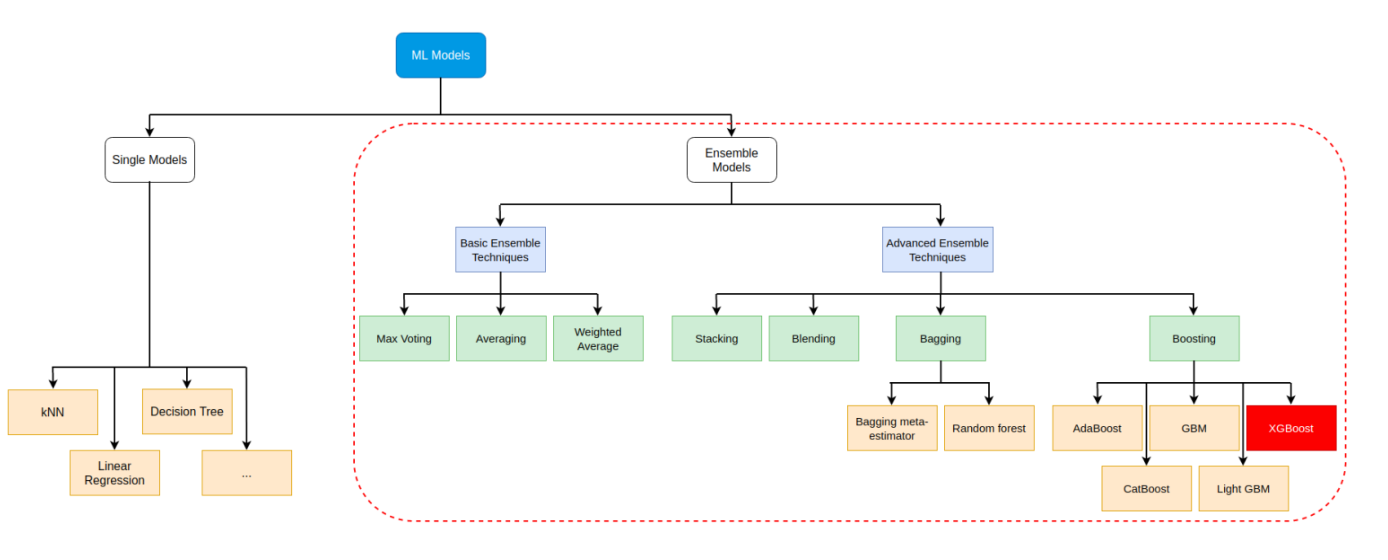 ML Models
Single Models
Ensemble
Models
Basic Ensemble
Techniques
Advanced Ensemble
Techniques
Max Voting
Averaging
Weighted
Average
Stacking
Blending
Bagging
Boosting
kNN
Decision Tree
Linear
Regression
...
Bagging meta-
estimator
Random forest
AdaBoost
GBM
XGBoost
CatBoost
Light GBM